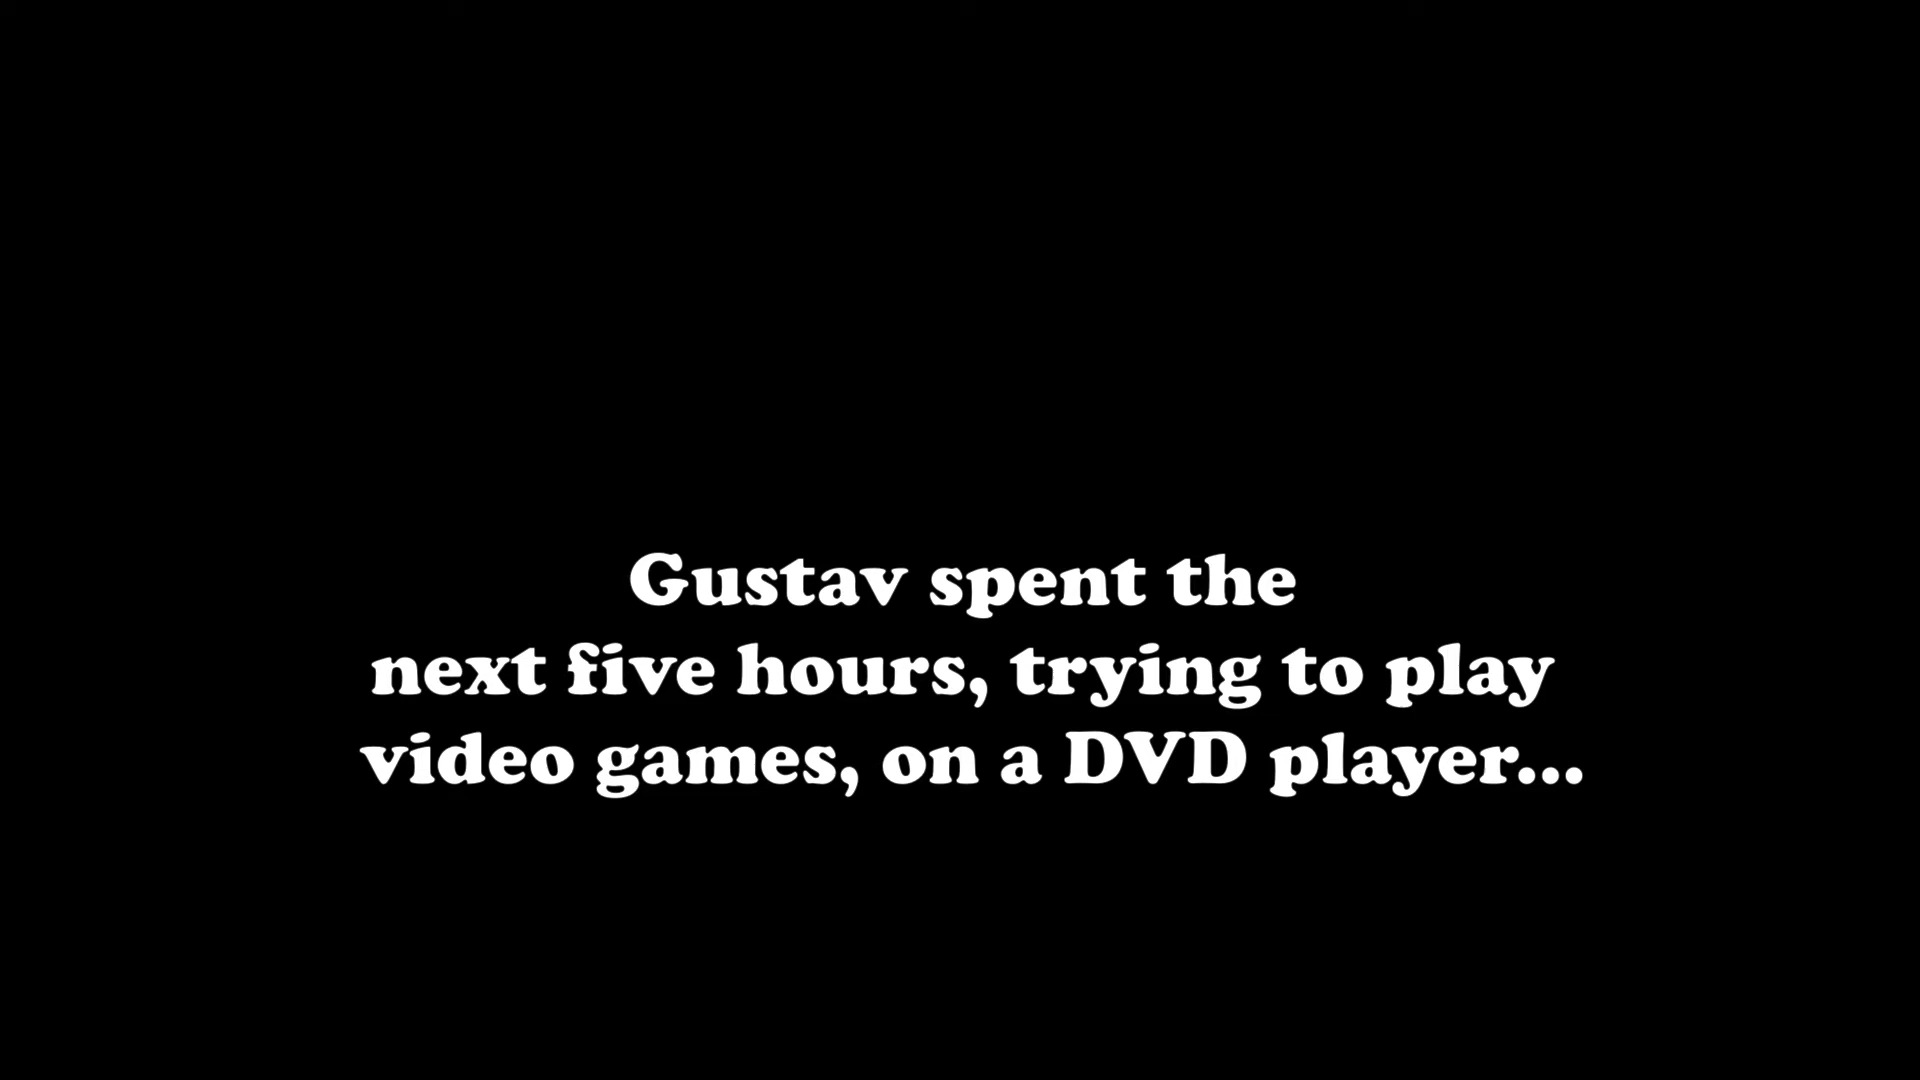 Gustav spent the
next five hours, trying to play
video games, on a DVD player...